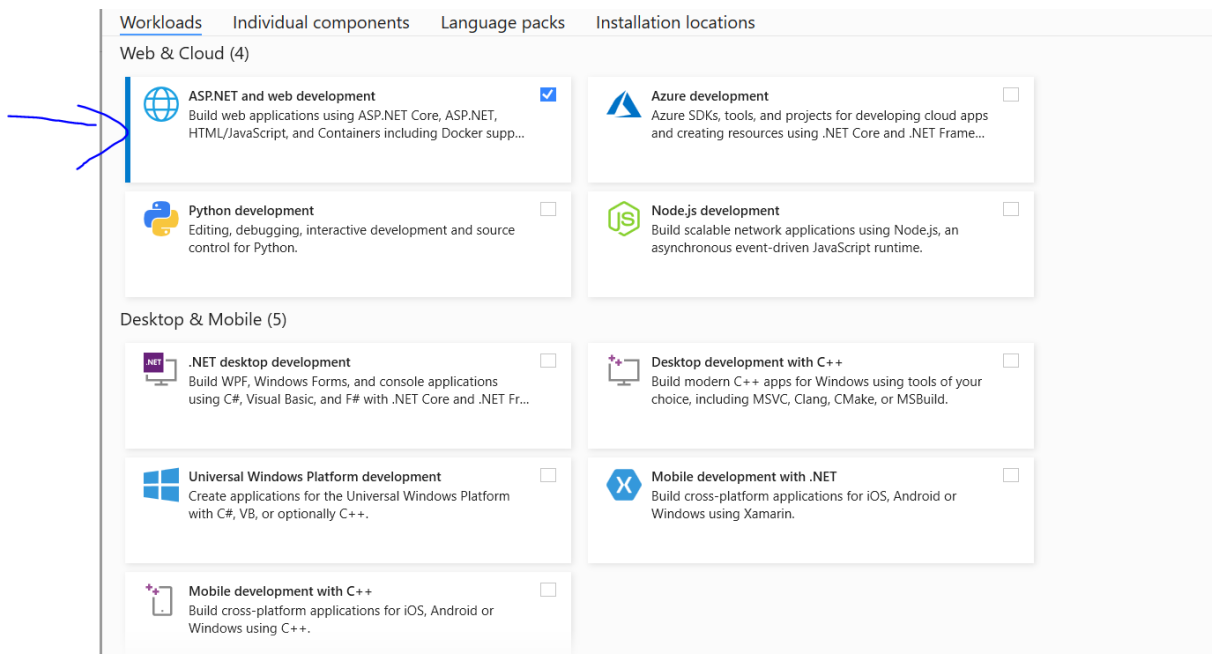 Workloads Individual components Language packs Installation locations
Web & Cloud (4)
ASP.NET and web development
Build web applications using ASP.NET Core, ASP.NET,
HTML/JavaScript, and Containers including Docker supp...
Azure development
Azure SDKs, tools, and projects for developing cloud apps
and creating resources using .NET Core and .NET Frame...
Python development
Editing, debugging, interactive development and source
control for Python.
JS
Node.js development
Build scalable network applications using Node.js, an
asynchronous event-driven JavaScript runtime.
Desktop & Mobile (5)
.NET
.NET desktop development
Build WPF, Windows Forms, and console applications
using C#, Visual Basic, and F# with .NET Core and .NET Fr...
Desktop development with C++
Build modern C++ apps for Windows using tools of your
choice, including MSVC, Clang, CMake, or MSBuild.
Universal Windows Platform development
Create applications for the Universal Windows Platform
with C#, VB, or optionally C++.
Mobile development with .NET
Build cross-platform applications for iOS, Android or
Windows using Xamarin.
Mobile development with C++
Build cross-platform applications for iOS, Android or
Windows using C++.